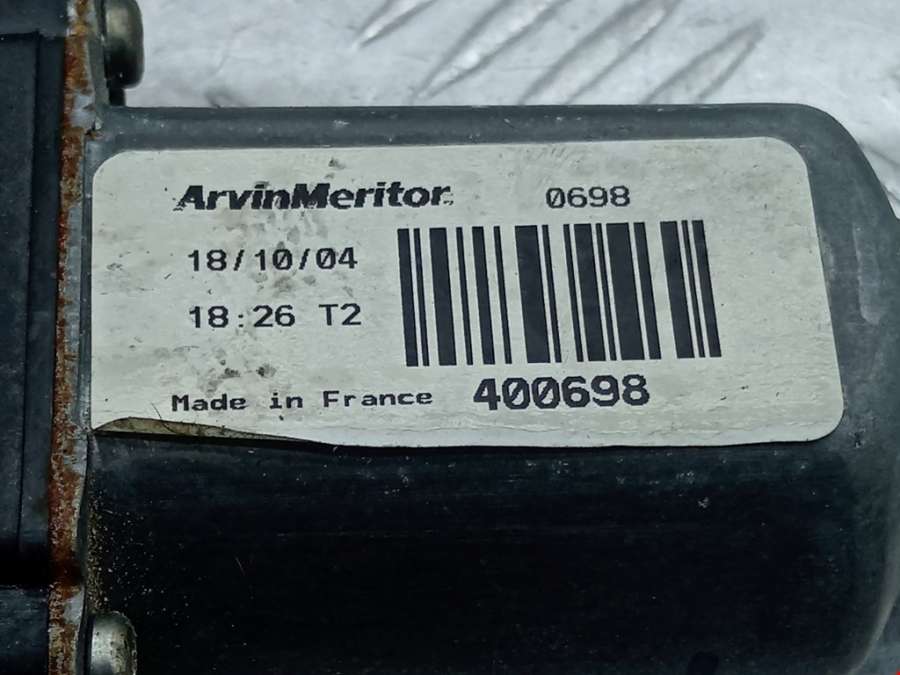 ArvinMeritor 0698
18/10/04
18:26 T2
Made in France 400698